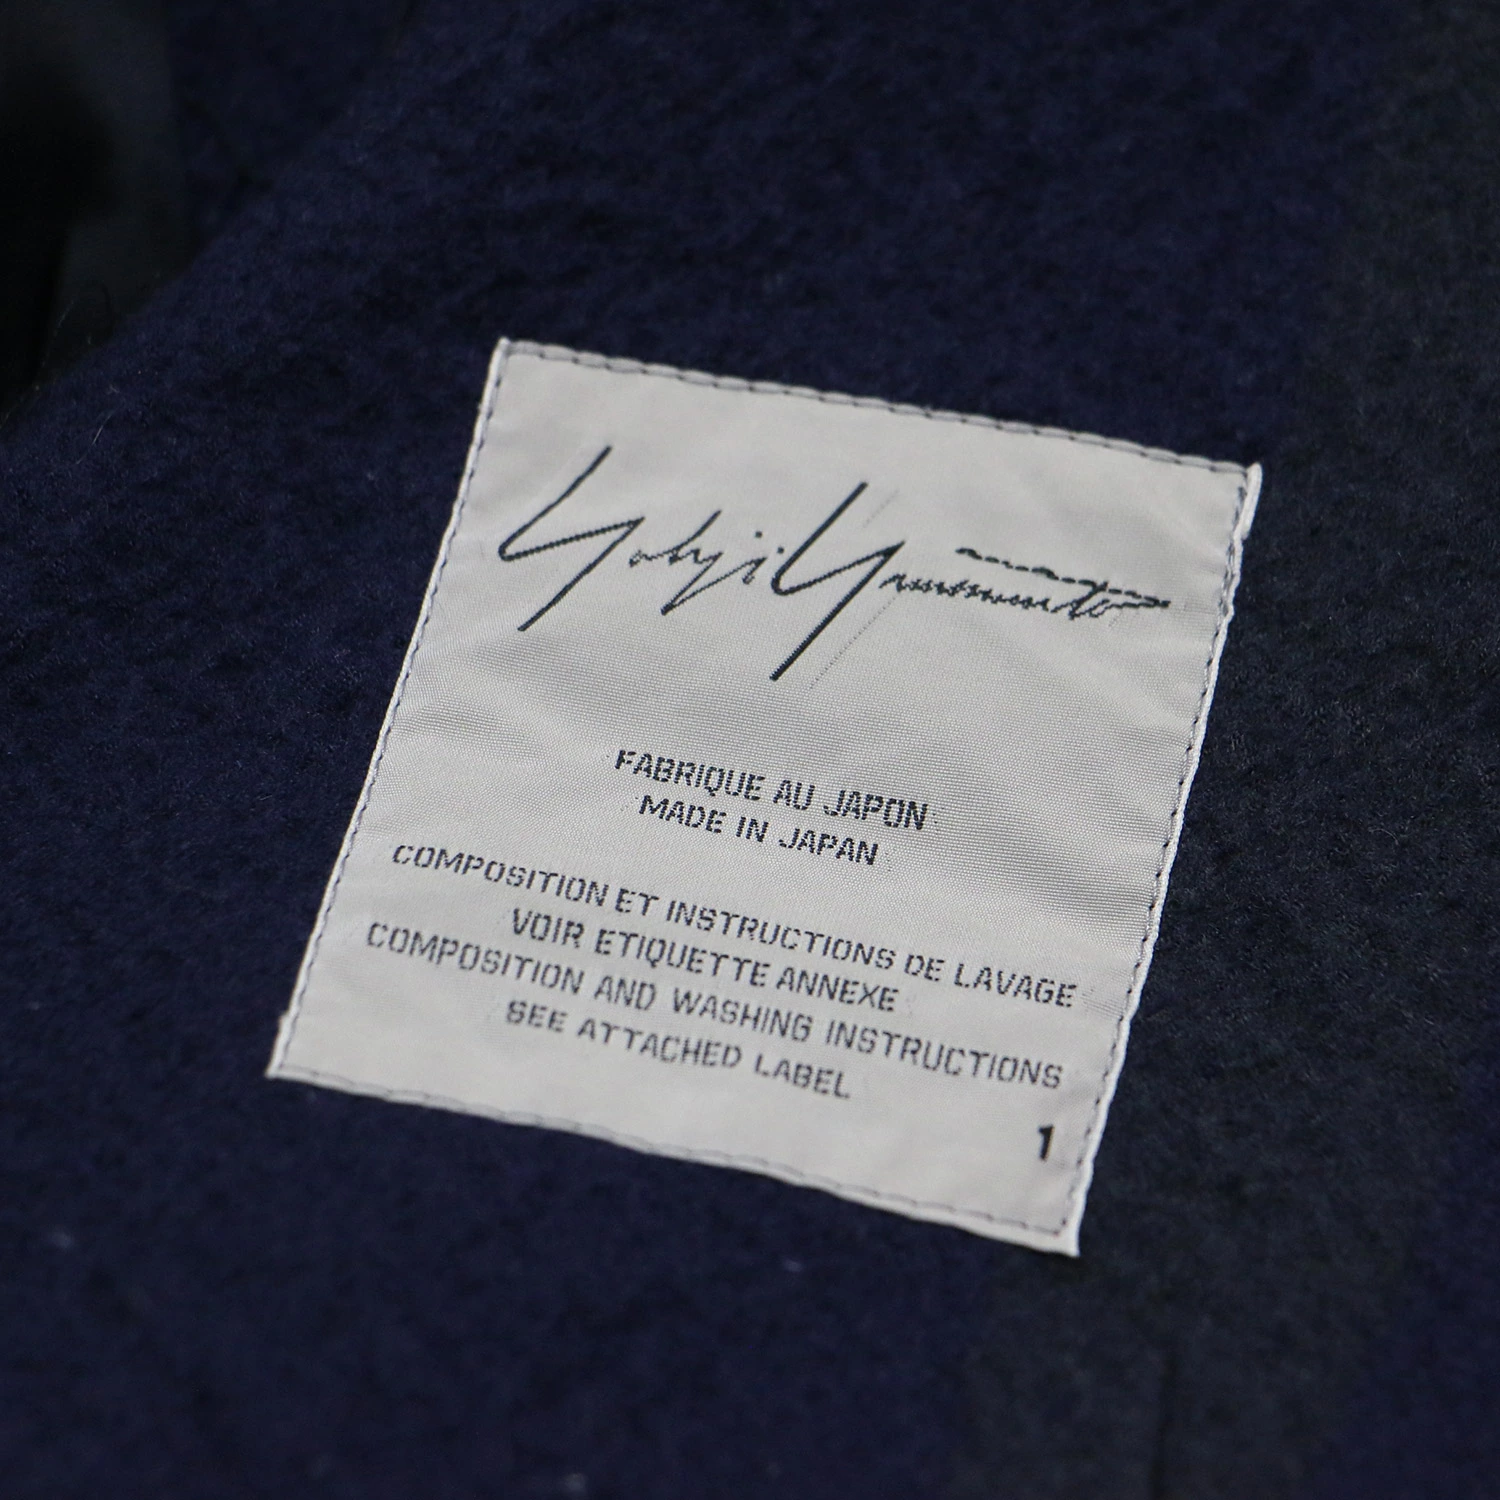 Yohji Yamamoto
FABRIQUE AU JAPON
MADE IN JAPAN
COMPOSITION ET INSTRUCTIONS DE LAVAGE
VOIR ETIQUETTE ANNEXE
COMPOSITION AND WASHING INSTRUCTIONS
SEE ATTACHED LABEL
1